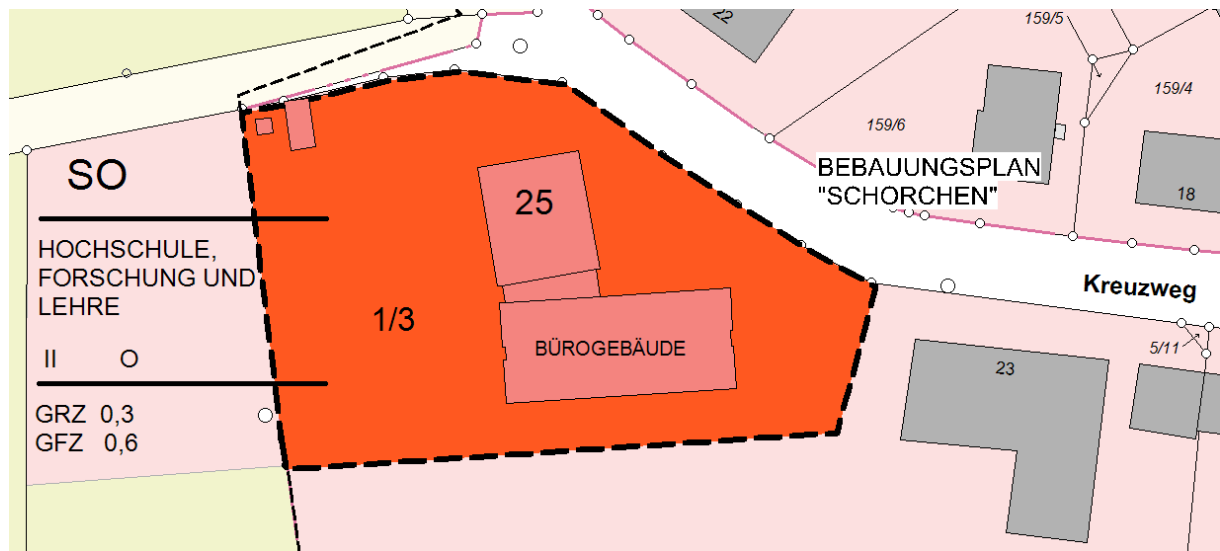 22
159/5
159/4
159/6
SO
BEBAUUNGSPLAN
"SCHORCHEN"
18
25
HOCHSCHULE,
FORSCHUNG UND
LEHRE
Kreuzweg
1/3
BÜROGEBÄUDE
5/11
II O
23
GRZ 0,3
GFZ 0,6